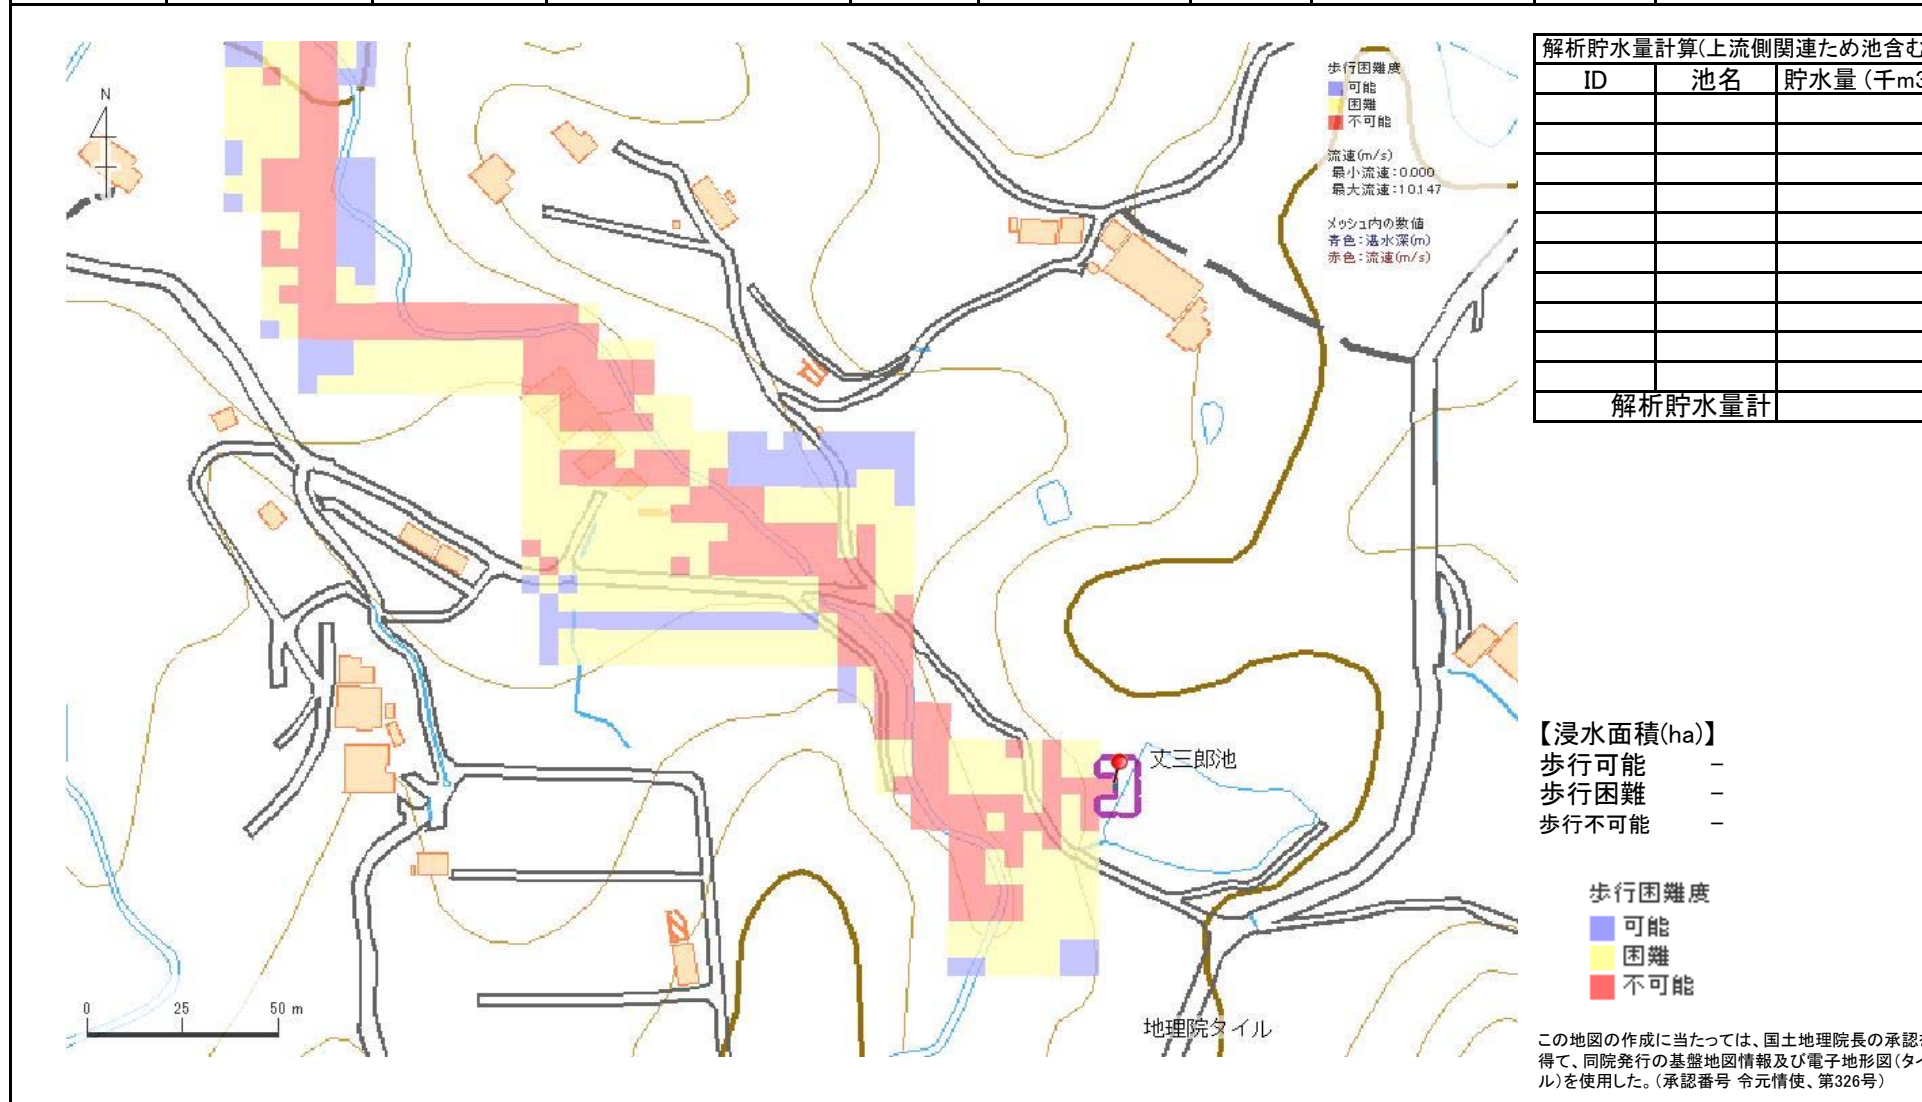 N
歩行困難度
可能
困難
不可能
流速(m/s)
最小流速：0.000
最大流速：10.147
メッシュ内の数値
青色：湛水深(m)
赤色：流速(m/s)
丈三郎池
地理院タイル
0 25 50 m
解析貯水量計算(上流側関連ため池含む
ID 池名 貯水量 (千m3
解析貯水量計
【浸水面積(ha)】
歩行可能 －
歩行困難 －
歩行不可能 －
歩行困難度
可能
困難
不可能
この地図の作成に当たっては、国土地理院長の承認を
得て、同院発行の基盤地図情報及び電子地形図(タイ
ル)を使用した。(承認番号 令元情使、第326号)